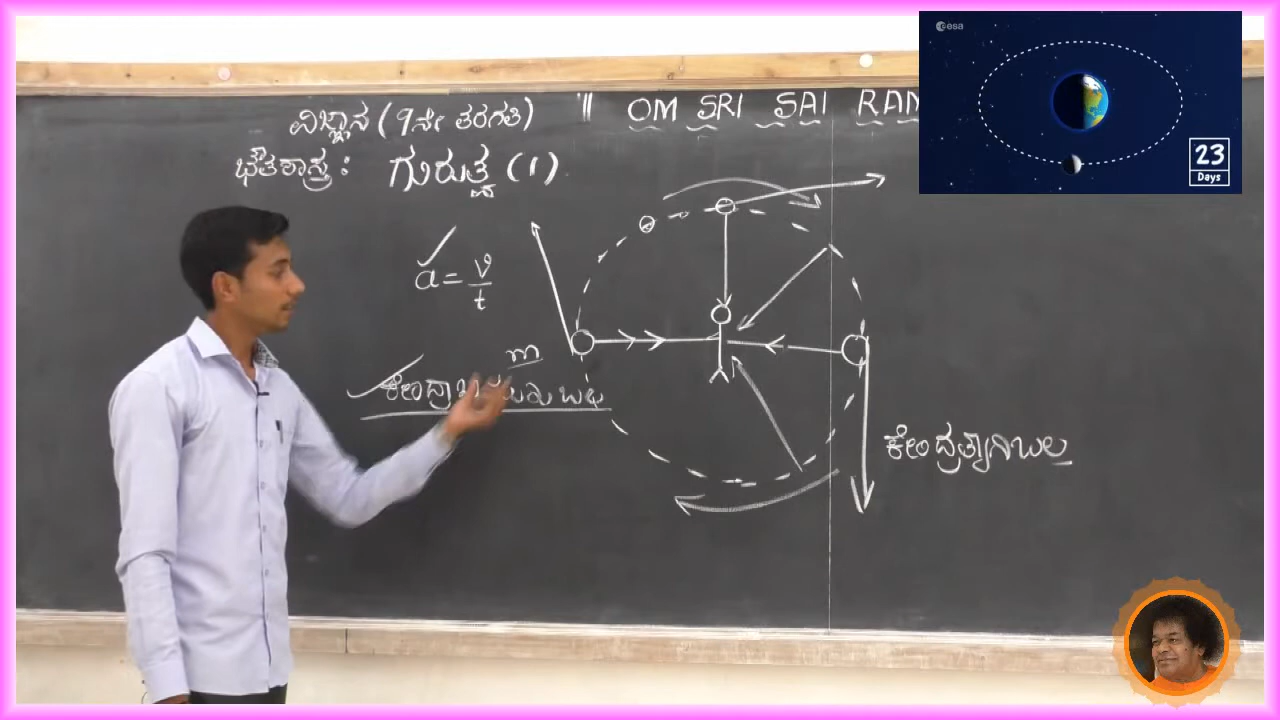 ವಿಜ್ಞಾನ (9ನೇ ತರಗತಿ)
|| OM SRI SAI RAM
ಭೌತಶಾಸ್ತ್ರ : ಗುರುತ್ವ (1).
a = v/t
m
ಕೇಂದ್ರತ್ಯಾಗಿಬಲ
esa
23
Days